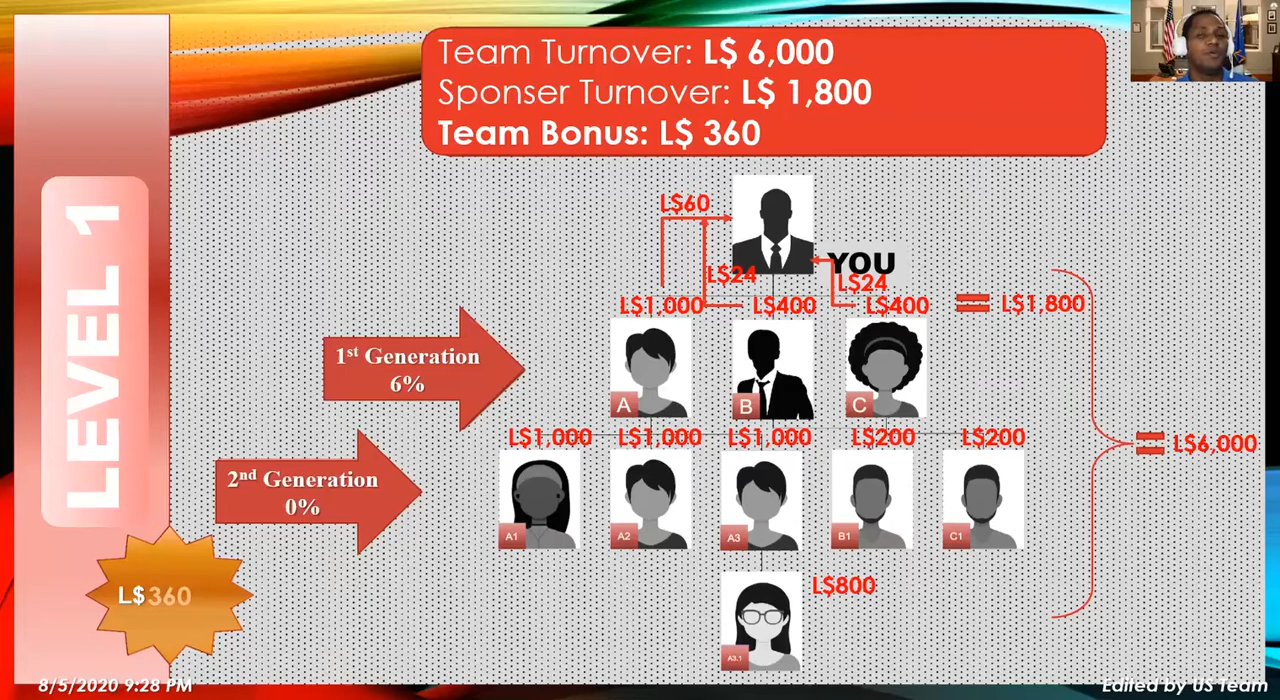 Team Turnover: L$ 6,000
Sponser Turnover: L$ 1,800
Team Bonus: L$ 360
LEVEL 1
L$60
YOU
L$24
L$24
L$1,000
L$400
L$400
L$1,800
1st Generation
6%
A
B
C
L$1,000
L$1,000
L$1,000
L$200
L$200
L$6,000
2nd Generation
0%
A1
A2
A3
B1
C1
L$800
A3.1
L$360
8/5/2020 9:28 PM
Edited by US Team